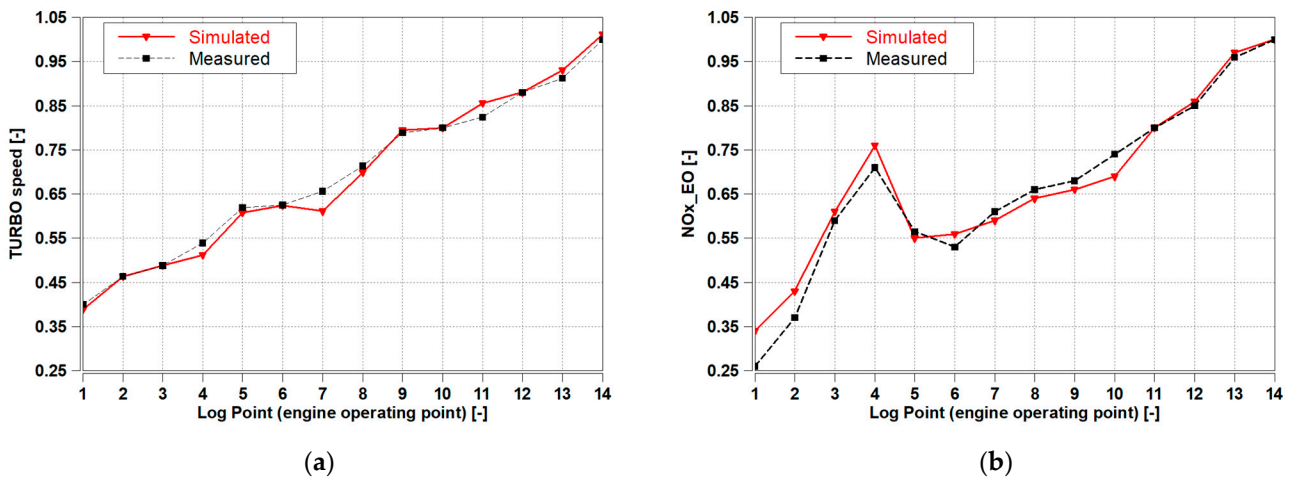 1.05
0.95
0.85
0.75
0.65
0.55
0.45
0.35
0.25
TURBO speed [-]
Simulated
Measured
1 2 3 4 5 6 7 8 9 10 11 12 13 14
Log Point (engine operating point) [-]
(a)
1.05
0.95
0.85
0.75
0.65
0.55
0.45
0.35
0.25
NOx_EO [-]
Simulated
Measured
1 2 3 4 5 6 7 8 9 10 11 12 13 14
Log Point (engine operating point) [-]
(b)